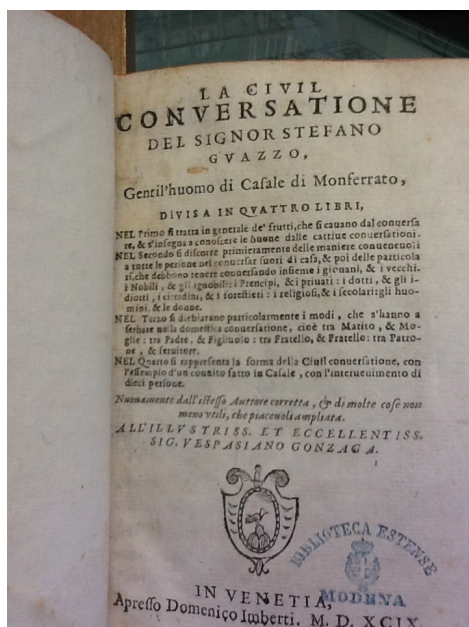 LA CIVIL
CONVERSATIONE
DEL SIGNOR STEFANO
GVAZZO,
Gentil'huomo di Casale di Monferrato,
DIVISA IN QVATTRO LIBRI,
NEL Primo si tratta in generale de' frutti, che si cauano dal conuersa
re, & s'insegna a conoscere le buone dalle cattiue conuersationi.
NEL Secondo si discorre primieramente delle maniere conueneuoli
a tutte le persone nel conuersar fuori di casa, & poi delle particola
ri, che debbono tenere conuersando insieme i giouani, & i vecchi.
i Nobili, & gli ignobili: i Prencipi, & i priuati: i dotti, & gli i-
diotti, i cittadini, & i forestieri: i religiosi, & i secolari: gli huo-
mini, & le donne.
NEL Terzo si dichiarano particolarmente i modi, che s'hanno a
serbare nella domestica conuersatione, cioè tra Marito, & Mo-
glie: tra Padre, & Figliuolo: tra Fratello, & Fratello: tra Patro-
ne, & seruitore.
NEL Quarto si rappresenta la forma della Ciuil conuersatione, con
l'essempio d'un conuito fatto in Casale, con l'interuenimento di
dieci persone.
Nuouamente dall'istesso Auttore corretta, & di molte cose non
meno vtili, che piaceuoli ampliata.
ALL'ILLVSTRISS. ET ECCELLENTISS.
SIG. VESPASIANO GONZAGA.
BIBLIOTECA ESTENSE
MODENA
IN VENETIA,
Apresso Domenico Imberti. M. D. XCIX.